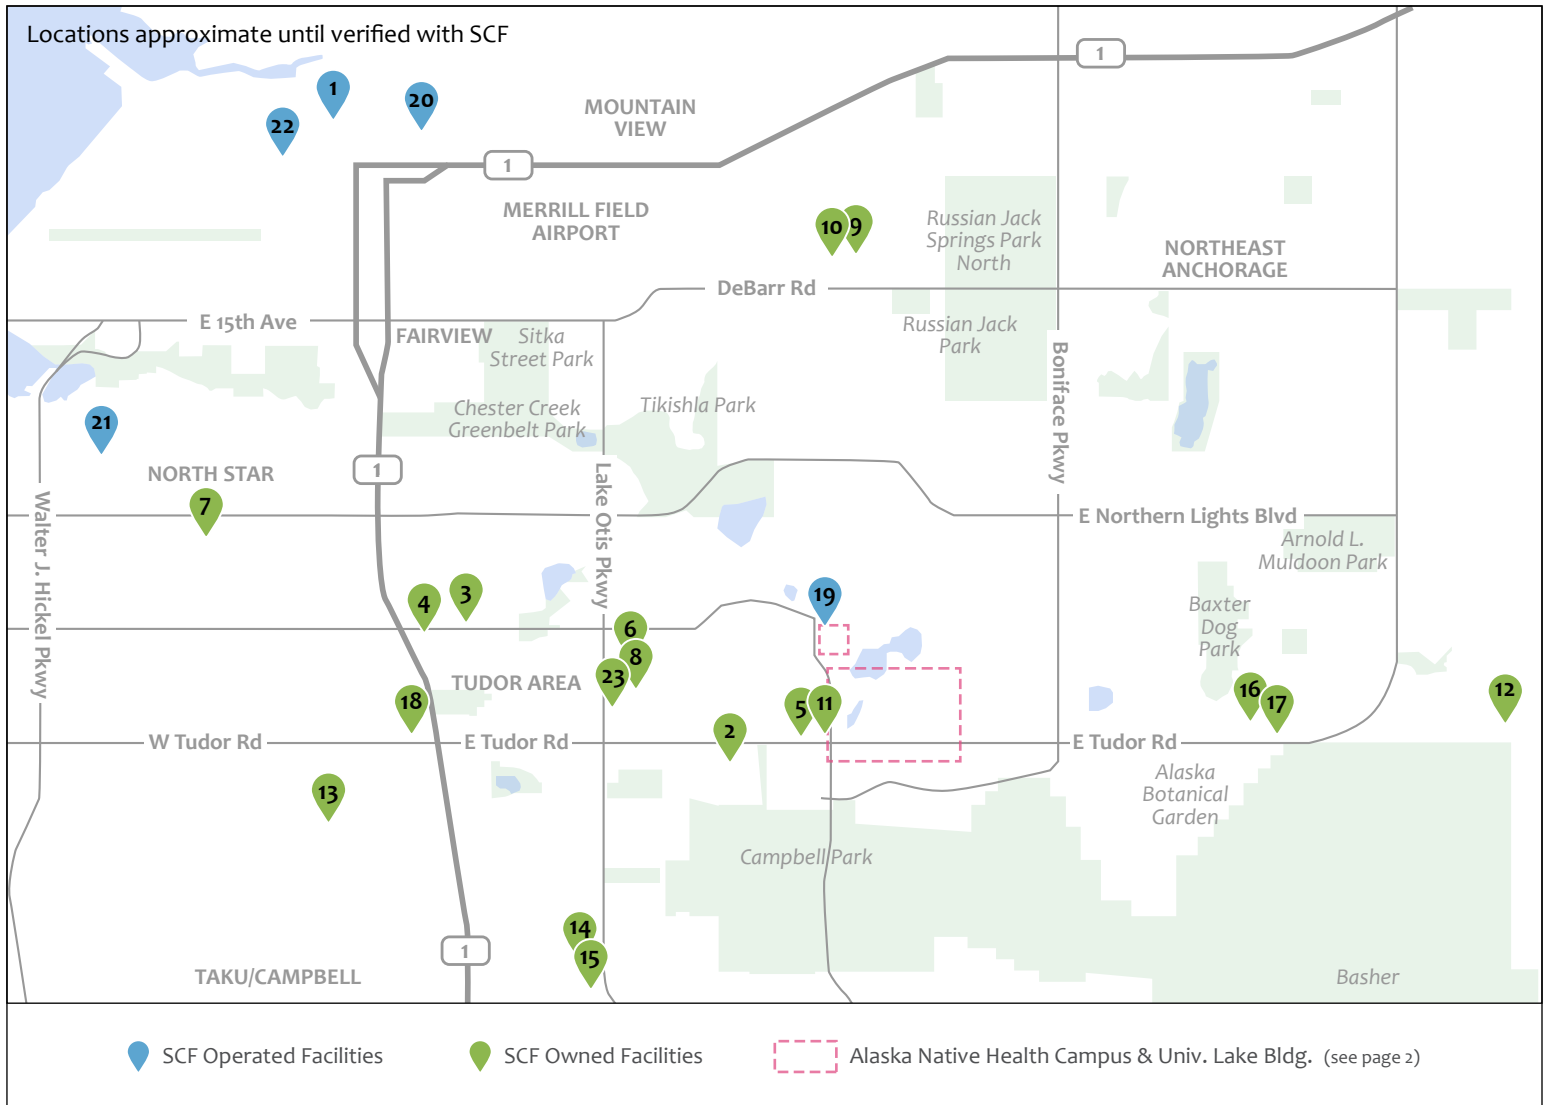 Locations approximate until verified with SCF
1
1
20
22
MOUNTAIN
VIEW
1
MERRILL FIELD
AIRPORT
10
9
Russian Jack
Springs Park
North
NORTHEAST
ANCHORAGE
DeBarr Rd
E 15th Ave
FAIRVIEW
Sitka
Street Park
Russian Jack
Park
Boniface Pkwy
Chester Creek
Greenbelt Park
Tikishla Park
21
NORTH STAR
1
7
Walter J. Hickel Pkwy
Lake Otis Pkwy
E Northern Lights Blvd
Arnold L.
Muldoon Park
4
3
19
Baxter
Dog
Park
6
8
23
TUDOR AREA
18
5
11
2
16
17
12
W Tudor Rd
E Tudor Rd
E Tudor Rd
13
Alaska
Botanical
Garden
Campbell Park
14
15
1
TAKU/CAMPBELL
Basher
SCF Operated Facilities
SCF Owned Facilities
Alaska Native Health Campus & Univ. Lake Bldg. (see page 2)